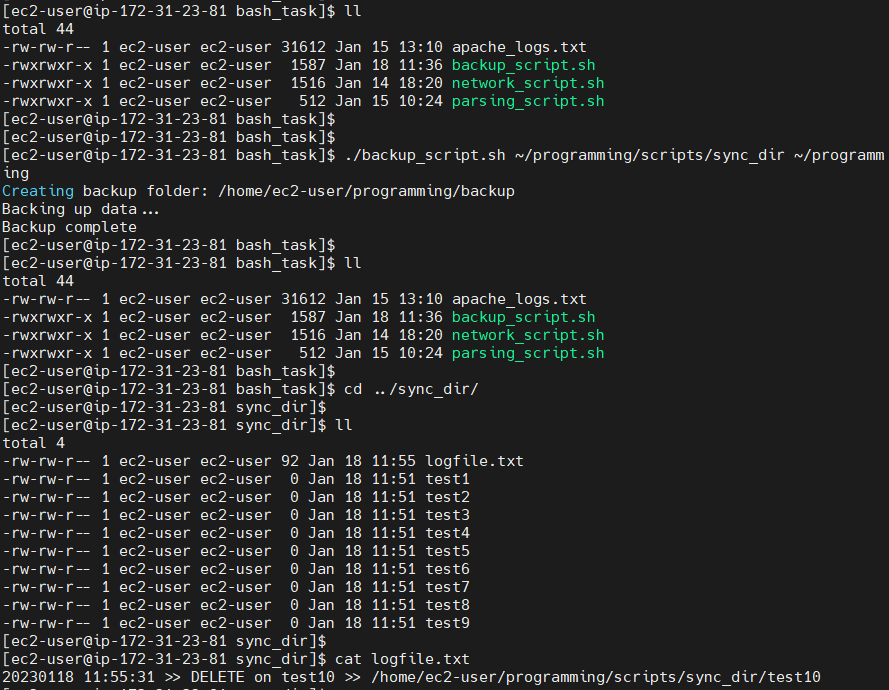 [ec2-user@ip-172-31-23-81 bash_task]$ ll
total 44
-rw-rw-r-- 1 ec2-user ec2-user 31612 Jan 15 13:10 apache_logs.txt
-rwxrwxr-x 1 ec2-user ec2-user  1587 Jan 18 11:36 backup_script.sh
-rwxrwxr-x 1 ec2-user ec2-user  1516 Jan 14 18:20 network_script.sh
-rwxrwxr-x 1 ec2-user ec2-user   512 Jan 15 10:24 parsing_script.sh
[ec2-user@ip-172-31-23-81 bash_task]$
[ec2-user@ip-172-31-23-81 bash_task]$
[ec2-user@ip-172-31-23-81 bash_task]$ ./backup_script.sh ~/programming/scripts/sync_dir ~/programm
ing
Creating backup folder: /home/ec2-user/programming/backup
Backing up data...
Backup complete
[ec2-user@ip-172-31-23-81 bash_task]$
[ec2-user@ip-172-31-23-81 bash_task]$ ll
total 44
-rw-rw-r-- 1 ec2-user ec2-user 31612 Jan 15 13:10 apache_logs.txt
-rwxrwxr-x 1 ec2-user ec2-user  1587 Jan 18 11:36 backup_script.sh
-rwxrwxr-x 1 ec2-user ec2-user  1516 Jan 14 18:20 network_script.sh
-rwxrwxr-x 1 ec2-user ec2-user   512 Jan 15 10:24 parsing_script.sh
[ec2-user@ip-172-31-23-81 bash_task]$
[ec2-user@ip-172-31-23-81 bash_task]$ cd ../sync_dir/
[ec2-user@ip-172-31-23-81 sync_dir]$
[ec2-user@ip-172-31-23-81 sync_dir]$ ll
total 4
-rw-rw-r-- 1 ec2-user ec2-user 92 Jan 18 11:55 logfile.txt
-rw-rw-r-- 1 ec2-user ec2-user  0 Jan 18 11:51 test1
-rw-rw-r-- 1 ec2-user ec2-user  0 Jan 18 11:51 test2
-rw-rw-r-- 1 ec2-user ec2-user  0 Jan 18 11:51 test3
-rw-rw-r-- 1 ec2-user ec2-user  0 Jan 18 11:51 test4
-rw-rw-r-- 1 ec2-user ec2-user  0 Jan 18 11:51 test5
-rw-rw-r-- 1 ec2-user ec2-user  0 Jan 18 11:51 test6
-rw-rw-r-- 1 ec2-user ec2-user  0 Jan 18 11:51 test7
-rw-rw-r-- 1 ec2-user ec2-user  0 Jan 18 11:51 test8
-rw-rw-r-- 1 ec2-user ec2-user  0 Jan 18 11:51 test9
[ec2-user@ip-172-31-23-81 sync_dir]$
[ec2-user@ip-172-31-23-81 sync_dir]$ cat logfile.txt
20230118 11:55:31 >> DELETE on test10 >> /home/ec2-user/programming/scripts/sync_dir/test10